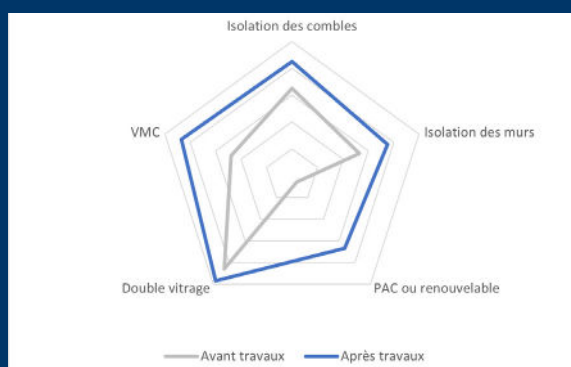 Isolation des combles
VMC
Isolation des murs
Double vitrage
PAC ou renouvelable
Avant travaux
Après travaux